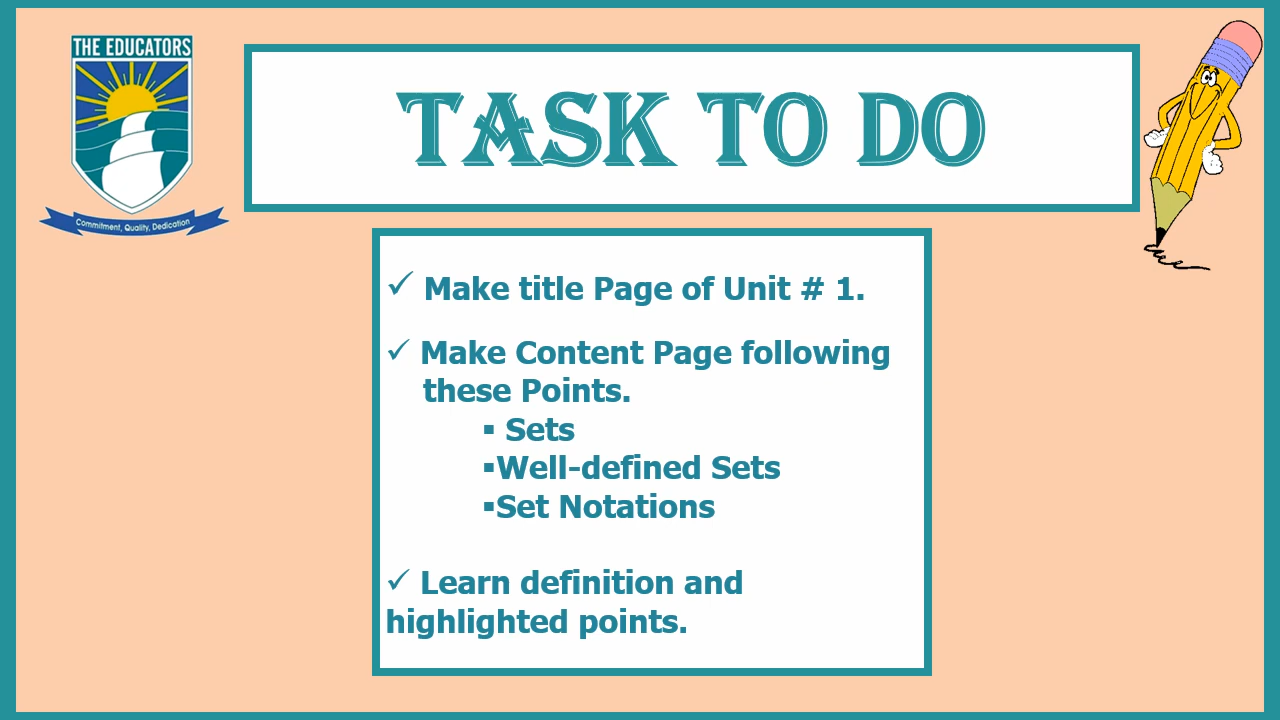 THE EDUCATORS
Commitment, Quality, Dedication
TASK TO DO
✓ Make title Page of Unit # 1.
✓ Make Content Page following
these Points.
▪ Sets
▪Well-defined Sets
▪Set Notations
✓ Learn definition and
highlighted points.